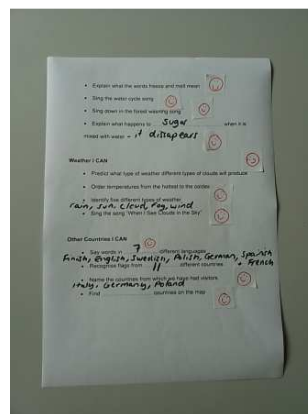 • Explain what the words freeze and melt mean
• Sing the water cycle song
• Sing down in the forest washing song
• Explain what happens to sugar when it is
mixed with water - it dissapears
Weather I CAN
• Predict what type of weather different types of clouds will produce
• Order temperatures from the hottest to the coldest
• Identify five different types of weather
rain, sun, cloud, fog, wind
• Sing the song 'When I See Clouds in the Sky'
Other Countries I CAN
• Say words in 7 different languages
Finish, English, Swedish, Polish, German, Spanish
+ French
• Recognise flags from 11 different countries
• Name the countries from which we have had visitors
Italy, Germany, Poland
• Find countries on the map